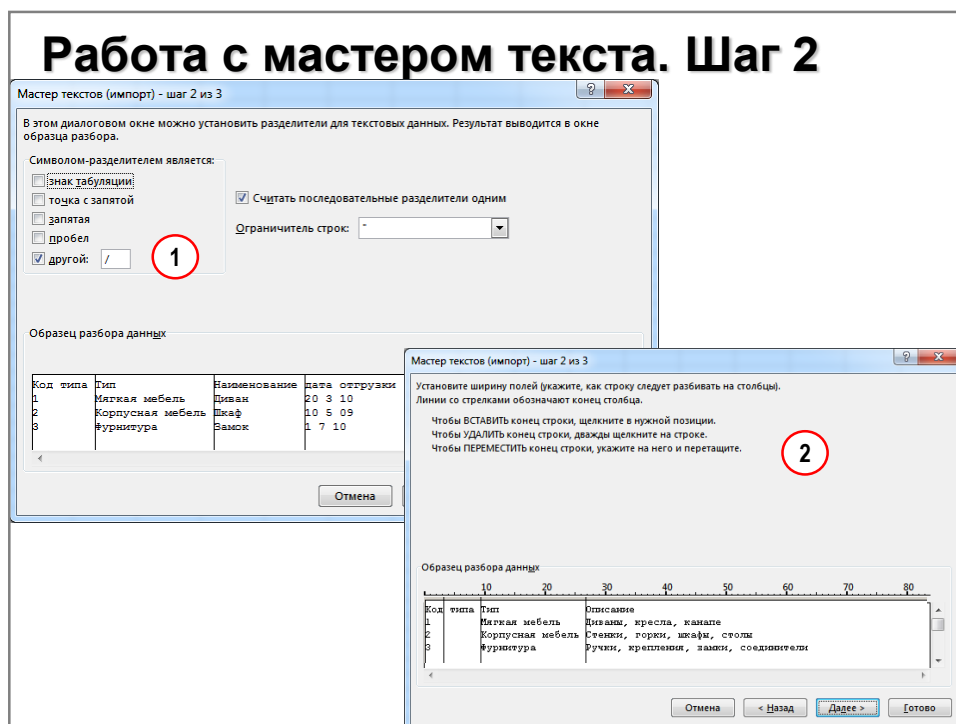 Работа с мастером текста. Шаг 2
Мастер текстов (импорт) - шаг 2 из 3
В этом диалоговом окне можно установить разделители для текстовых данных. Результат выводится в окне
образца разбора.
Символом-разделителем является:
знак табуляции
точка с запятой
запятая
пробел
другой: /
1
Считать последовательные разделители одним
Ограничитель строк: "
Образец разбора данных
Код типа Тип Наименование дата отгрузки
1 Мягкая мебель Диван 20 3 10
2 Корпусная мебель Шкаф 10 5 09
3 Фурнитура Замок 1 7 10
Отмена
Мастер текстов (импорт) - шаг 2 из 3
Установите ширину полей (укажите, как строку следует разбивать на столбцы).
Линии со стрелками обозначают конец столбца.
Чтобы ВСТАВИТЬ конец строки, щелкните в нужной позиции.
Чтобы УДАЛИТЬ конец строки, дважды щелкните на строке.
Чтобы ПЕРЕМЕСТИТЬ конец строки, укажите на него и перетащите.
2
Образец разбора данных
10 20 30 40 50 60 70 80
Код типа Тип Описание
1 Мягкая мебель Диваны, кресла, канапе
2 Корпусная мебель Стенки, горки, шкафы, столы
3 Фурнитура Ручки, крепления, замки, соединители
Отмена < Назад Далее > Готово